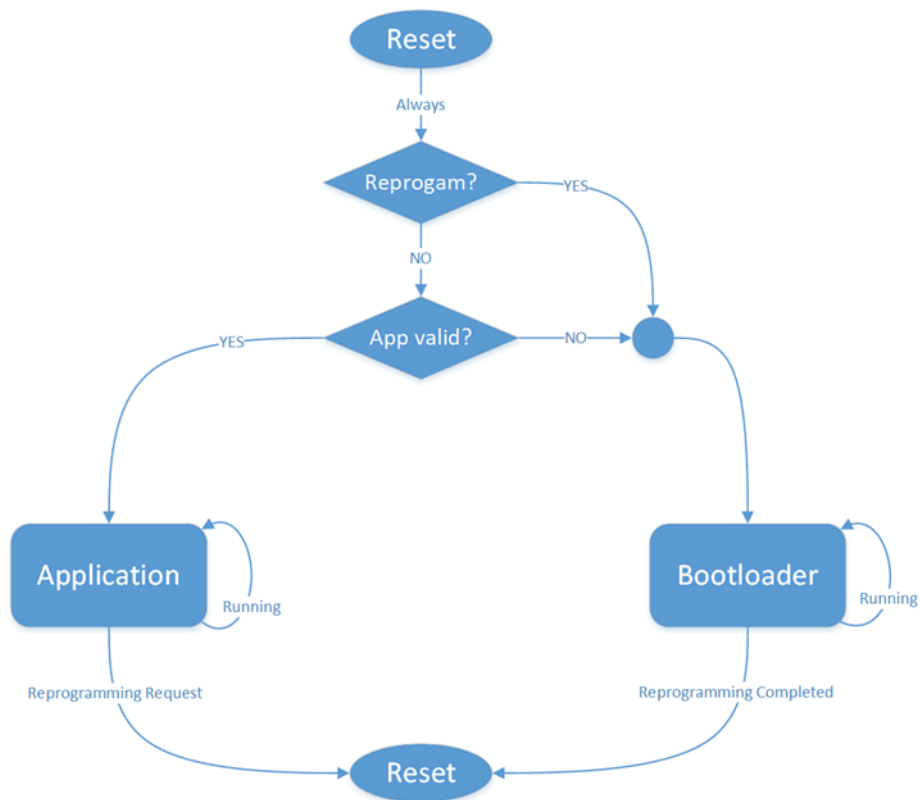 Reset
Always
Reprogam?
YES
NO
App valid?
YES
NO
Application
Running
Bootloader
Running
Reprogramming Request
Reprogramming Completed
Reset